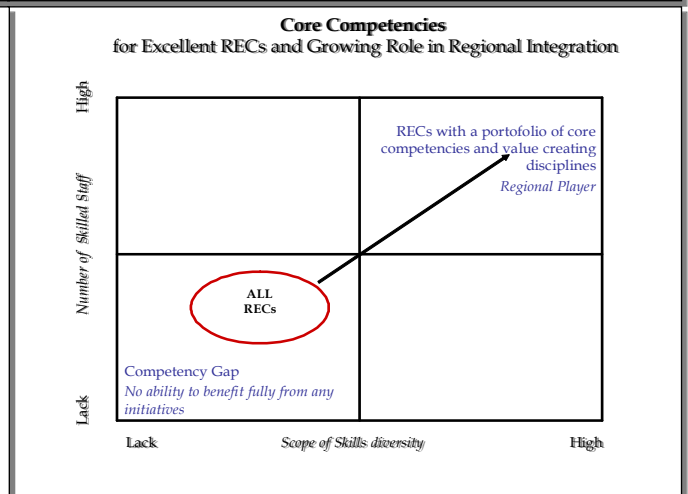 Core Competencies
for Excellent RECs and Growing Role in Regional Integration
High
RECs with a portofolio of core
competencies and value creating
disciplines
Regional Player
Number of Skilled Staff
ALL
RECs
Competency Gap
No ability to benefit fully from any
initiatives
Lack
Lack
Scope of Skills diversity
High